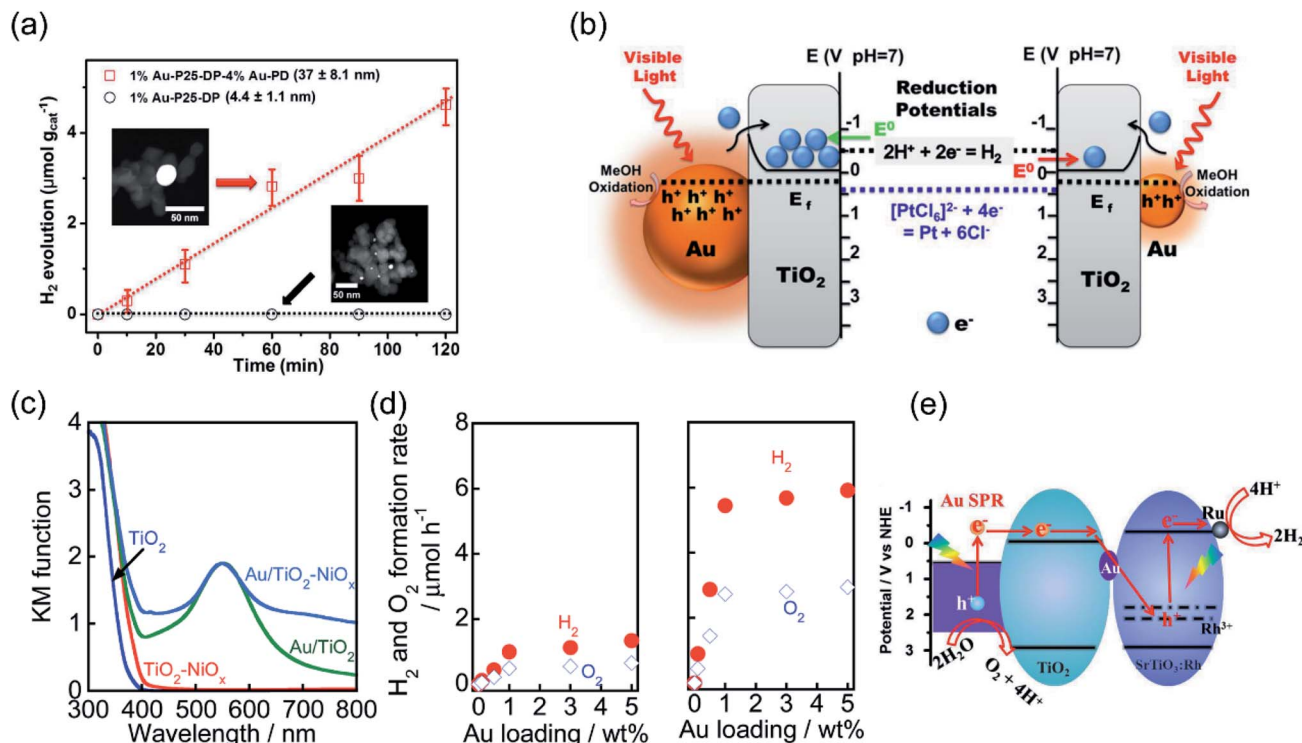 (a)
1% Au-P25-DP-4% Au-PD (37 ± 8.1 nm)
1% Au-P25-DP (4.4 ± 1.1 nm)
H₂ evolution (μmol g_cat⁻¹)
4
2
0
50 nm
50 nm
0 20 40 60 80 100 120
Time (min)
(b)
Visible
Light
E (V pH=7)
E (V pH=7)
Visible
Light
Reduction
Potentials
e⁻
E⁰
2H⁺ + 2e⁻ = H₂
E⁰
e⁻
MeOH
Oxidation
h⁺ h⁺ h⁺
h⁺ h⁺ h⁺
Au
E_f
TiO₂
-1
0
1
2
3
[PtCl₆]²⁻ + 4e⁻
= Pt + 6Cl⁻
e⁻
-1
0
1
2
3
E_f
TiO₂
h⁺h⁺
MeOH
Oxidation
Au
(c)
KM function
4
3
2
1
0
TiO₂
Au/TiO₂-NiOₓ
Au/TiO₂
TiO₂-NiOₓ
300 400 500 600 700 800
Wavelength / nm
(d)
H₂ and O₂ formation rate
/ μmol h⁻¹
8
6
4
2
0
H₂
O₂
0 1 3 5
Au loading / wt%
H₂
O₂
0 1 3 5
Au loading / wt%
(e)
Potential / V vs NHE
-1
0
1
2
3
Au SPR
e⁻
e⁻
h⁺
2H₂O
O₂ + 4H⁺
TiO₂
Au
e⁻
Ru
4H⁺
2H₂
h⁺
Rh³⁺
SrTiO₃:Rh